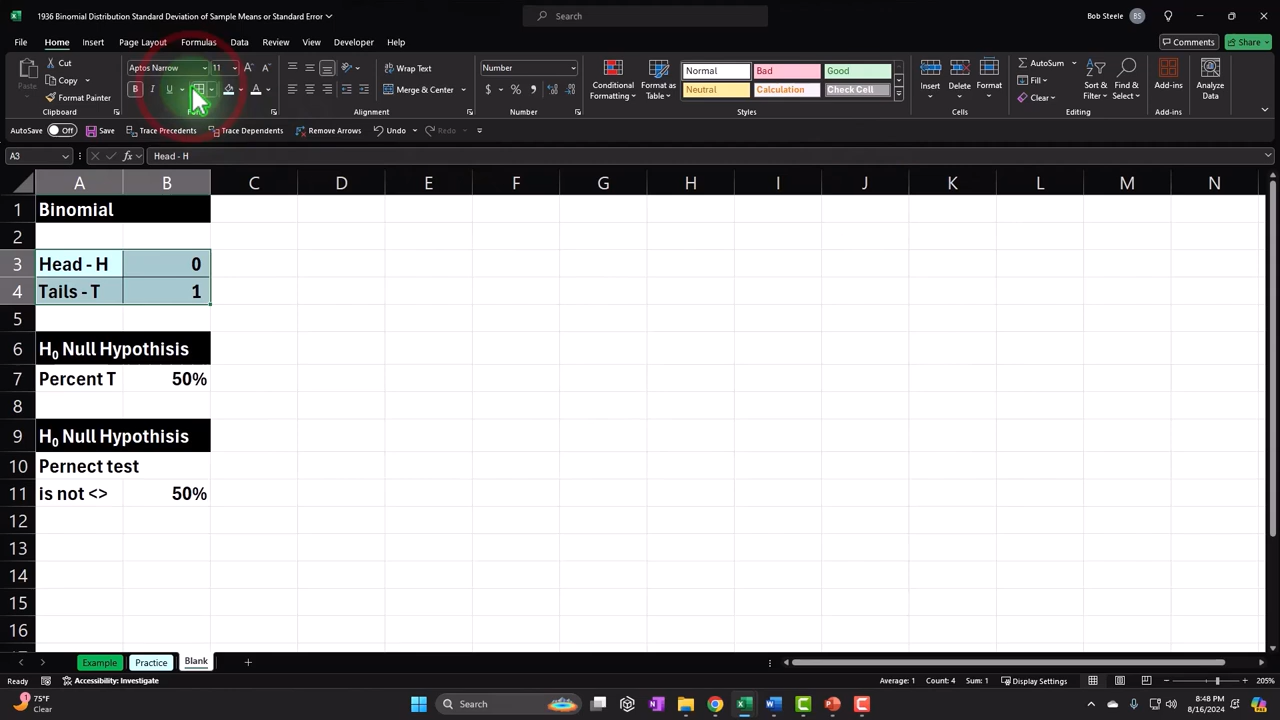 1936 Binomial Distribution Standard Deviation of Sample Means or Standard Error
Search
Bob Steele
BS
File
Home
Insert
Page Layout
Formulas
Data
Review
View
Developer
Help
Comments
Share
Paste
Cut
Copy
Format Painter
Clipboard
Aptos Narrow
11
B
I
U
Wrap Text
Merge & Center
Alignment
Number
Number
Conditional Formatting
Format as Table
Normal
Bad
Good
Neutral
Calculation
Check Cell
Styles
Insert
Delete
Format
Cells
AutoSum
Fill
Clear
Sort & Filter
Find & Select
Editing
Add-ins
Add-ins
Analyze Data
AutoSave
Off
Save
Trace Precedents
Trace Dependents
Remove Arrows
Undo
Redo
A3
fx
Head - H
A B C D E F G H I J K L M N
1 Binomial
2
3 Head - H 0
4 Tails - T 1
5
6 H₀ Null Hypothisis
7 Percent T 50%
8
9 H₀ Null Hypothisis
10 Pernect test
11 is not <> 50%
12
13
14
15
16
Example
Practice
Blank
Ready
Accessibility: Investigate
Average: 1
Count: 4
Sum: 1
Display Settings
205%
1
75°F
Clear
Search
8:48 PM
8/16/2024